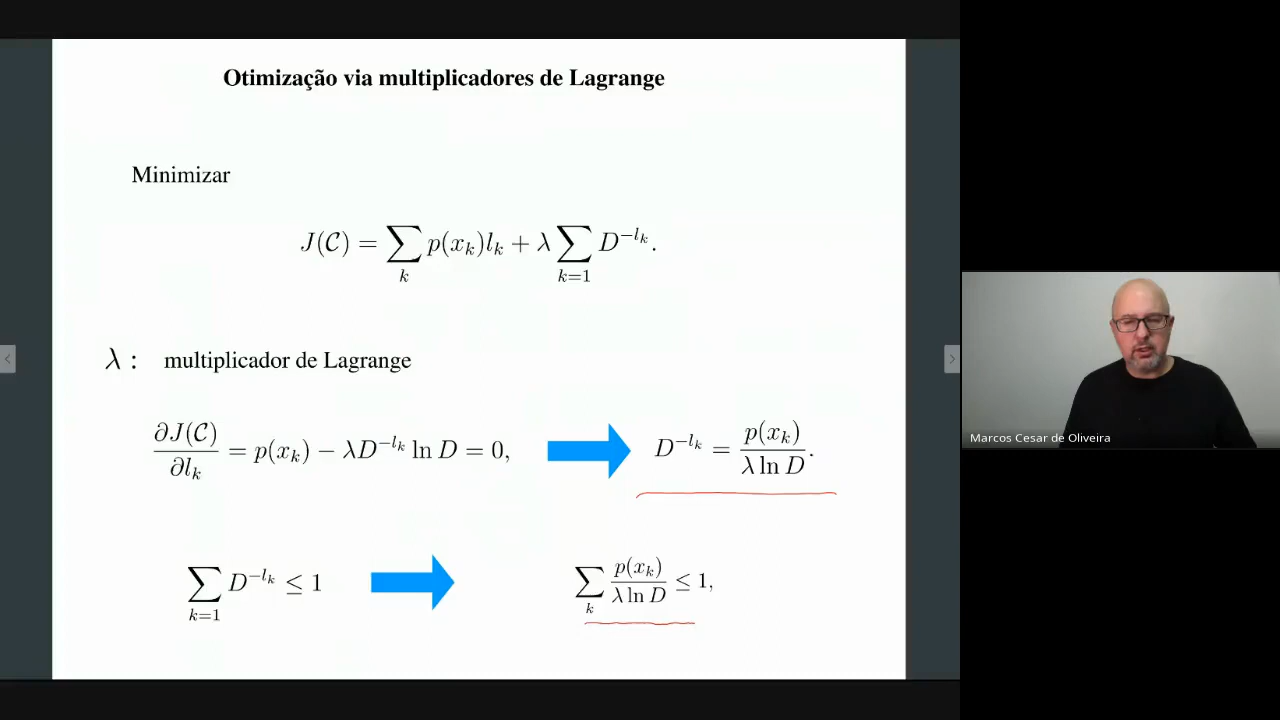 Otimização via multiplicadores de Lagrange
Minimizar
J(𝒞) = ∑_k p(x_k)l_k + λ ∑_{k=1} D^{-l_k}.
λ : multiplicador de Lagrange
∂J(𝒞)/∂l_k = p(x_k) − λD^{-l_k} ln D = 0, D^{-l_k} = p(x_k)/(λ ln D).
∑_{k=1} D^{-l_k} ≤ 1 ∑_k p(x_k)/(λ ln D) ≤ 1,
Marcos Cesar de Oliveira